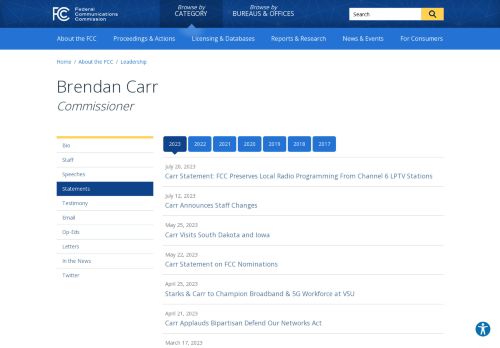 FCC
Federal
Communications
Commission
Browse by
CATEGORY
Browse by
BUREAUS & OFFICES
Search
About the FCC
Proceedings & Actions
Licensing & Databases
Reports & Research
News & Events
For Consumers
Home / About the FCC / Leadership
Brendan Carr
Commissioner
Bio
Staff
Speeches
Statements
Testimony
Email
Op-Eds
Letters
In the News
Twitter
2023 2022 2021 2020 2019 2018 2017
July 20, 2023
Carr Statement: FCC Preserves Local Radio Programming From Channel 6 LPTV Stations
July 12, 2023
Carr Announces Staff Changes
May 25, 2023
Carr Visits South Dakota and Iowa
May 22, 2023
Carr Statement on FCC Nominations
April 25, 2023
Starks & Carr to Champion Broadband & 5G Workforce at VSU
April 21, 2023
Carr Applauds Bipartisan Defend Our Networks Act
March 17, 2023